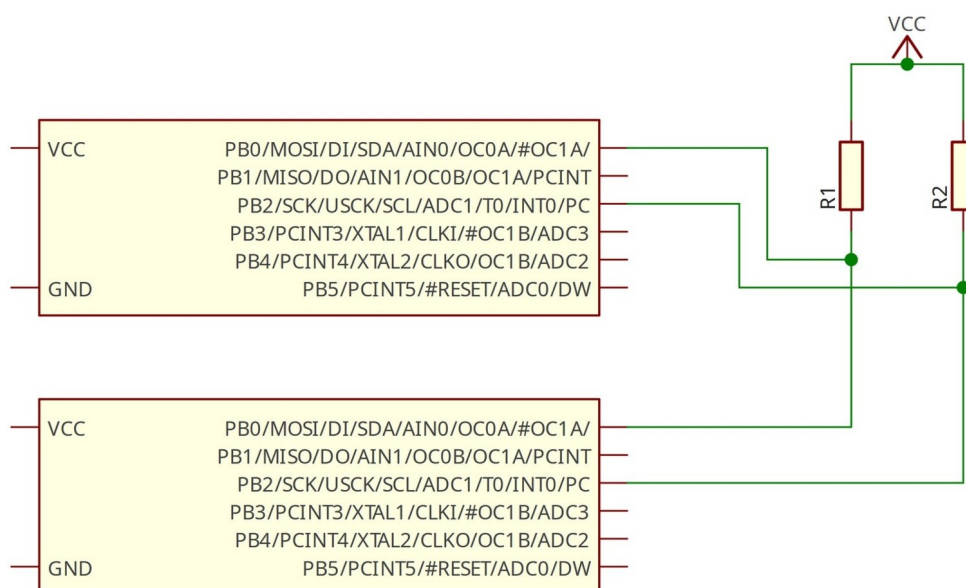 VCC
VCC
PB0/MOSI/DI/SDA/AIN0/OC0A/#OC1A/
PB1/MISO/DO/AIN1/OC0B/OC1A/PCINT
PB2/SCK/USCK/SCL/ADC1/T0/INT0/PC
PB3/PCINT3/XTAL1/CLKI/#OC1B/ADC3
PB4/PCINT4/XTAL2/CLKO/OC1B/ADC2
GND
PB5/PCINT5/#RESET/ADC0/DW
R1
R2
VCC
PB0/MOSI/DI/SDA/AIN0/OC0A/#OC1A/
PB1/MISO/DO/AIN1/OC0B/OC1A/PCINT
PB2/SCK/USCK/SCL/ADC1/T0/INT0/PC
PB3/PCINT3/XTAL1/CLKI/#OC1B/ADC3
PB4/PCINT4/XTAL2/CLKO/OC1B/ADC2
GND
PB5/PCINT5/#RESET/ADC0/DW